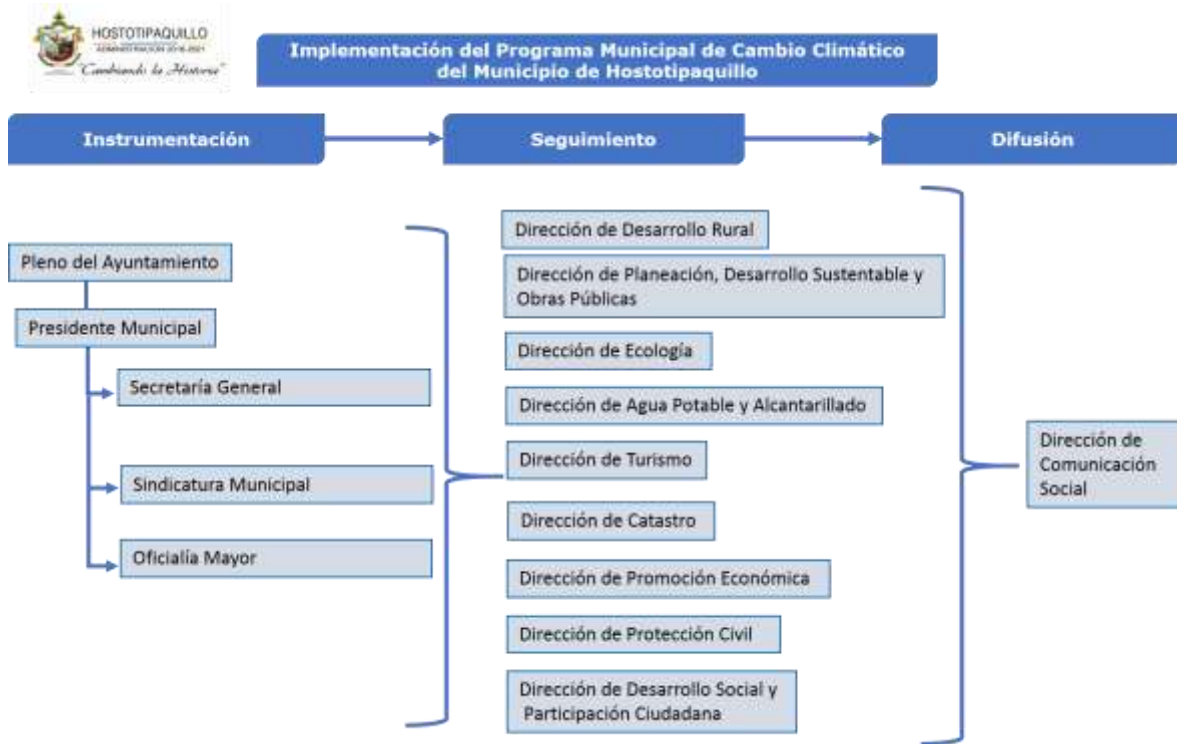 HOSTOTIPAQUILLO
ADMINISTRACIÓN 2018-2021
"Cambiando la Historia"
Implementación del Programa Municipal de Cambio Climático
del Municipio de Hostotipaquillo
Instrumentación
Seguimiento
Difusión
Pleno del Ayuntamiento
Presidente Municipal
Secretaría General
Sindicatura Municipal
Oficialía Mayor
Dirección de Desarrollo Rural
Dirección de Planeación, Desarrollo Sustentable y
Obras Públicas
Dirección de Ecología
Dirección de Agua Potable y Alcantarillado
Dirección de Turismo
Dirección de Catastro
Dirección de Promoción Económica
Dirección de Protección Civil
Dirección de Desarrollo Social y
Participación Ciudadana
Dirección de
Comunicación
Social